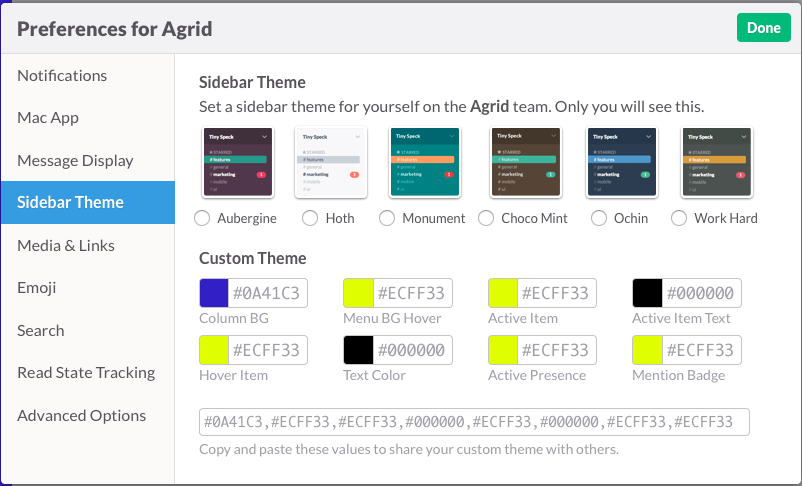 Preferences for Agrid
Done
Notifications
Mac App
Message Display
Sidebar Theme
Media & Links
Emoji
Search
Read State Tracking
Advanced Options
Sidebar Theme
Set a sidebar theme for yourself on the Agrid team. Only you will see this.
Tiny Speck Tiny Speck Tiny Speck Tiny Speck Tiny Speck Tiny Speck
★ STARRED ★ STARRED ★ STARRED ★ STARRED ★ STARRED ★ STARRED
# features # features # features # features # features # features
# general # general # general # general # general # general
# marketing 1 # marketing 1 # marketing 1 # marketing 1 # marketing 1 # marketing 1
# mobile # mobile # mobile # mobile # mobile # mobile
# ui # ui # ui # ui # ui # ui
Aubergine Hoth Monument Choco Mint Ochin Work Hard
Custom Theme
#0A41C3 #ECFF33 #ECFF33 #000000
Column BG Menu BG Hover Active Item Active Item Text
#ECFF33 #000000 #ECFF33 #ECFF33
Hover Item Text Color Active Presence Mention Badge
#0A41C3,#ECFF33,#ECFF33,#000000,#ECFF33,#000000,#ECFF33,#ECFF33
Copy and paste these values to share your custom theme with others.